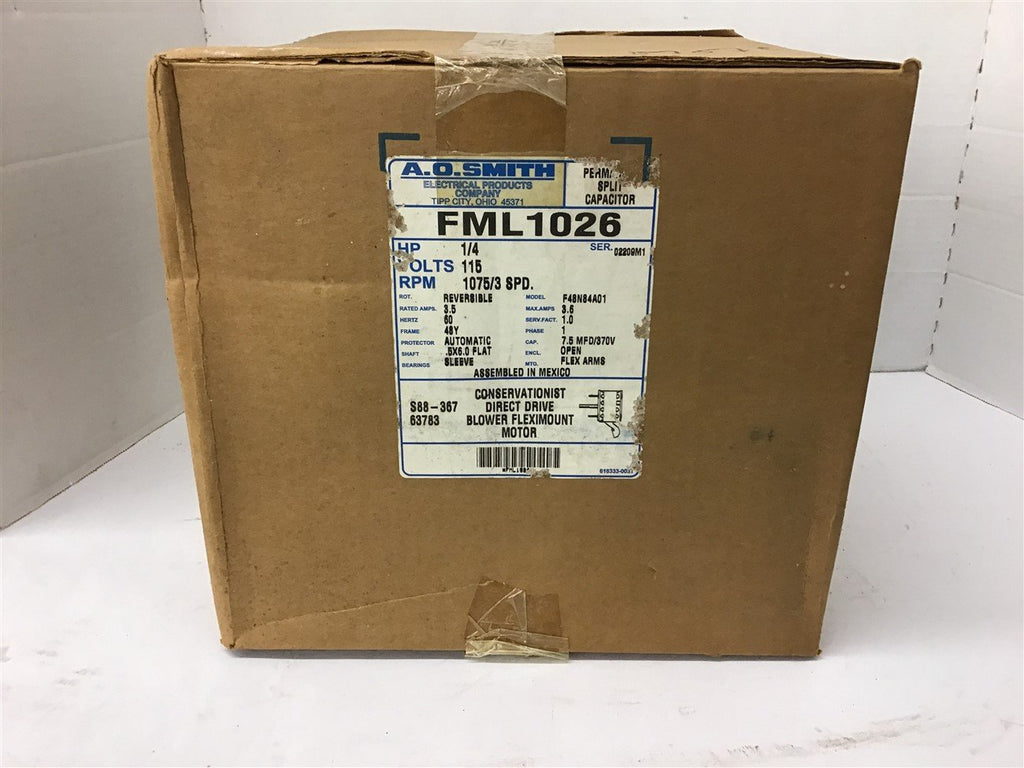 A.O.SMITH
ELECTRICAL PRODUCTS
COMPANY
TIPP CITY, OHIO 45371
SPLIT
CAPACITOR
FML1026
HP 1/4
SER. 02209M1
VOLTS 115
RPM 1075/3 SPD.
ROT. REVERSIBLE MODEL F48N84A01
RATED AMPS. 3.5 MAX.AMPS 3.6
HERTZ 60 SERV.FACT. 1.0
FRAME 48Y PHASE 1
PROTECTOR AUTOMATIC CAP. 7.5 MFD/370V
SHAFT .5X6.0 FLAT ENCL. OPEN
BEARINGS SLEEVE MTG. FLEX ARMS
ASSEMBLED IN MEXICO
CONSERVATIONIST
S88-367 DIRECT DRIVE
63783 BLOWER FLEXIMOUNT
MOTOR